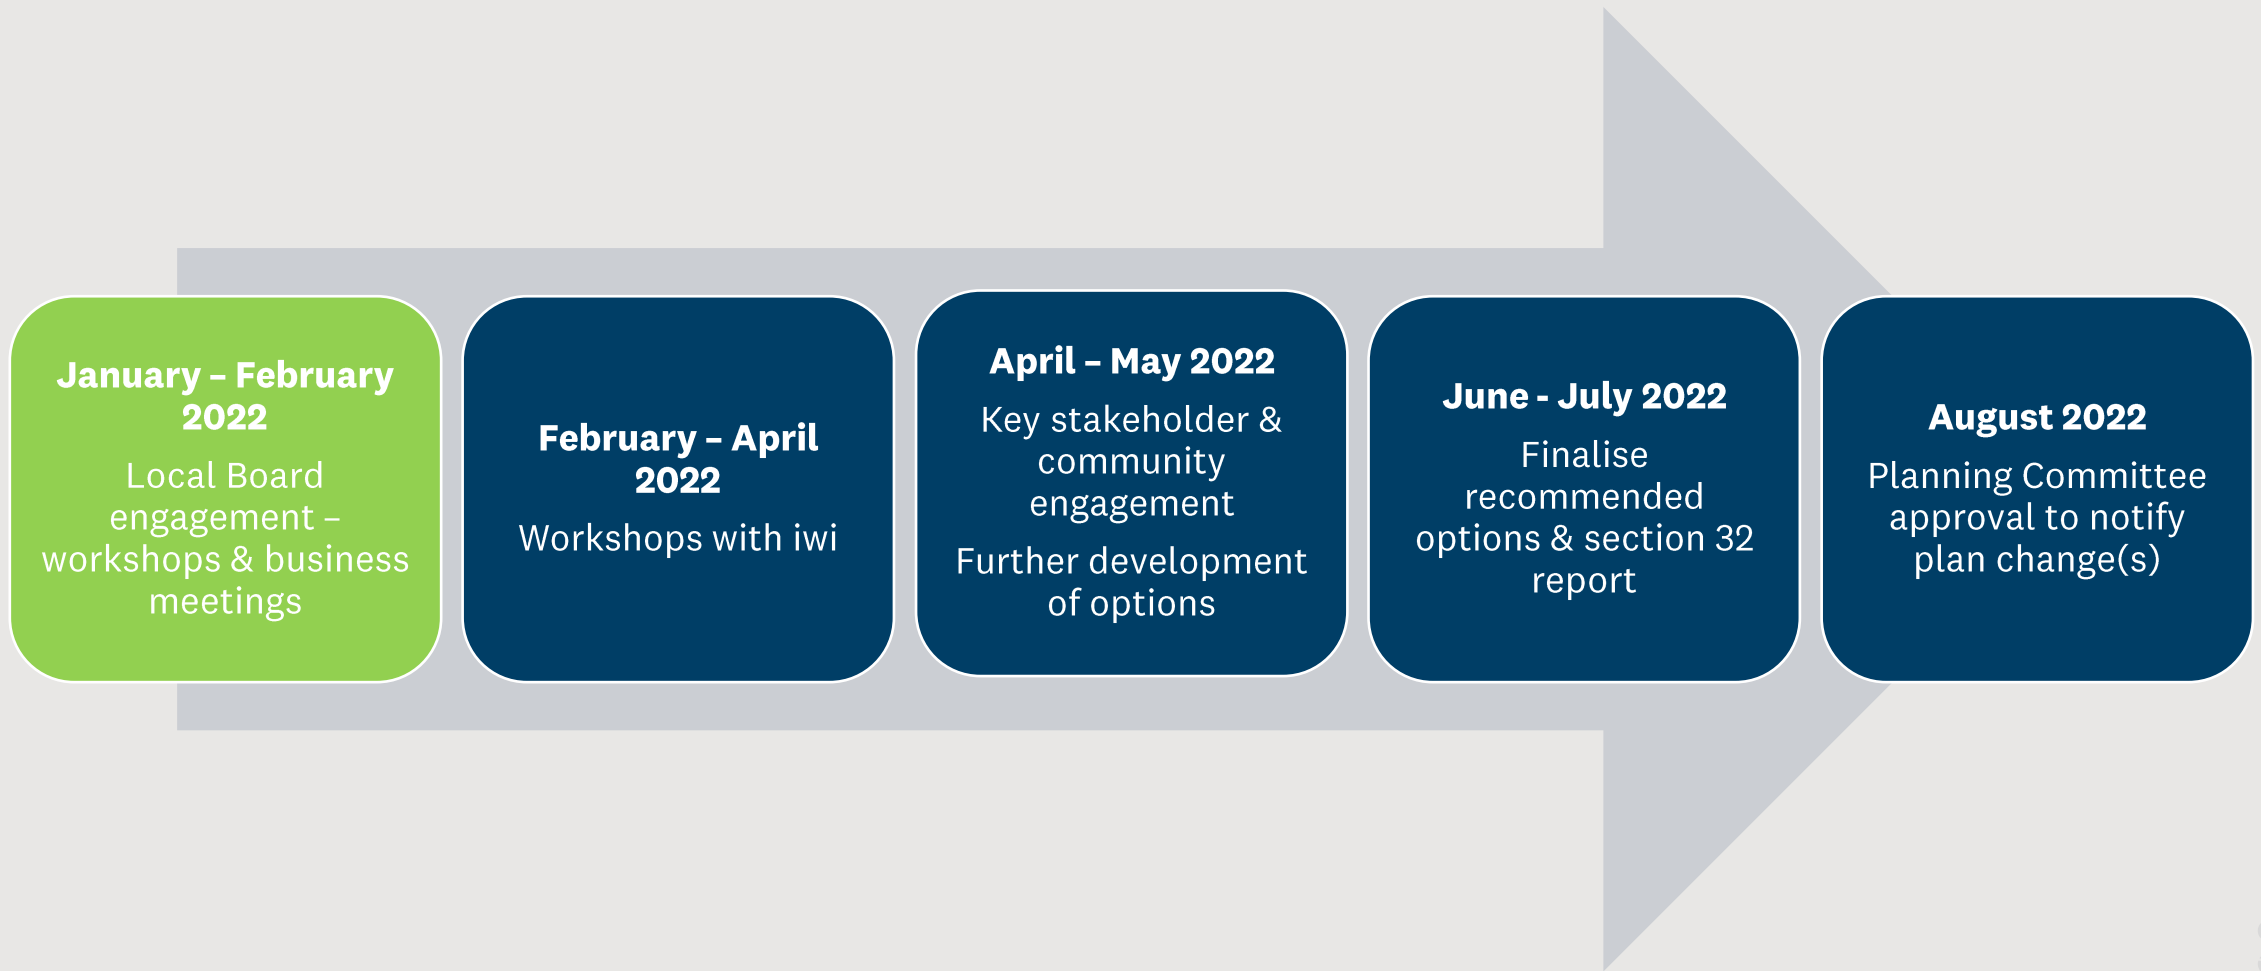 January – February
2022
Local Board
engagement –
workshops & business
meetings
February – April
2022
Workshops with iwi
April – May 2022
Key stakeholder &
community
engagement
Further development
of options
June - July 2022
Finalise
recommended
options & section 32
report
August 2022
Planning Committee
approval to notify
plan change(s)